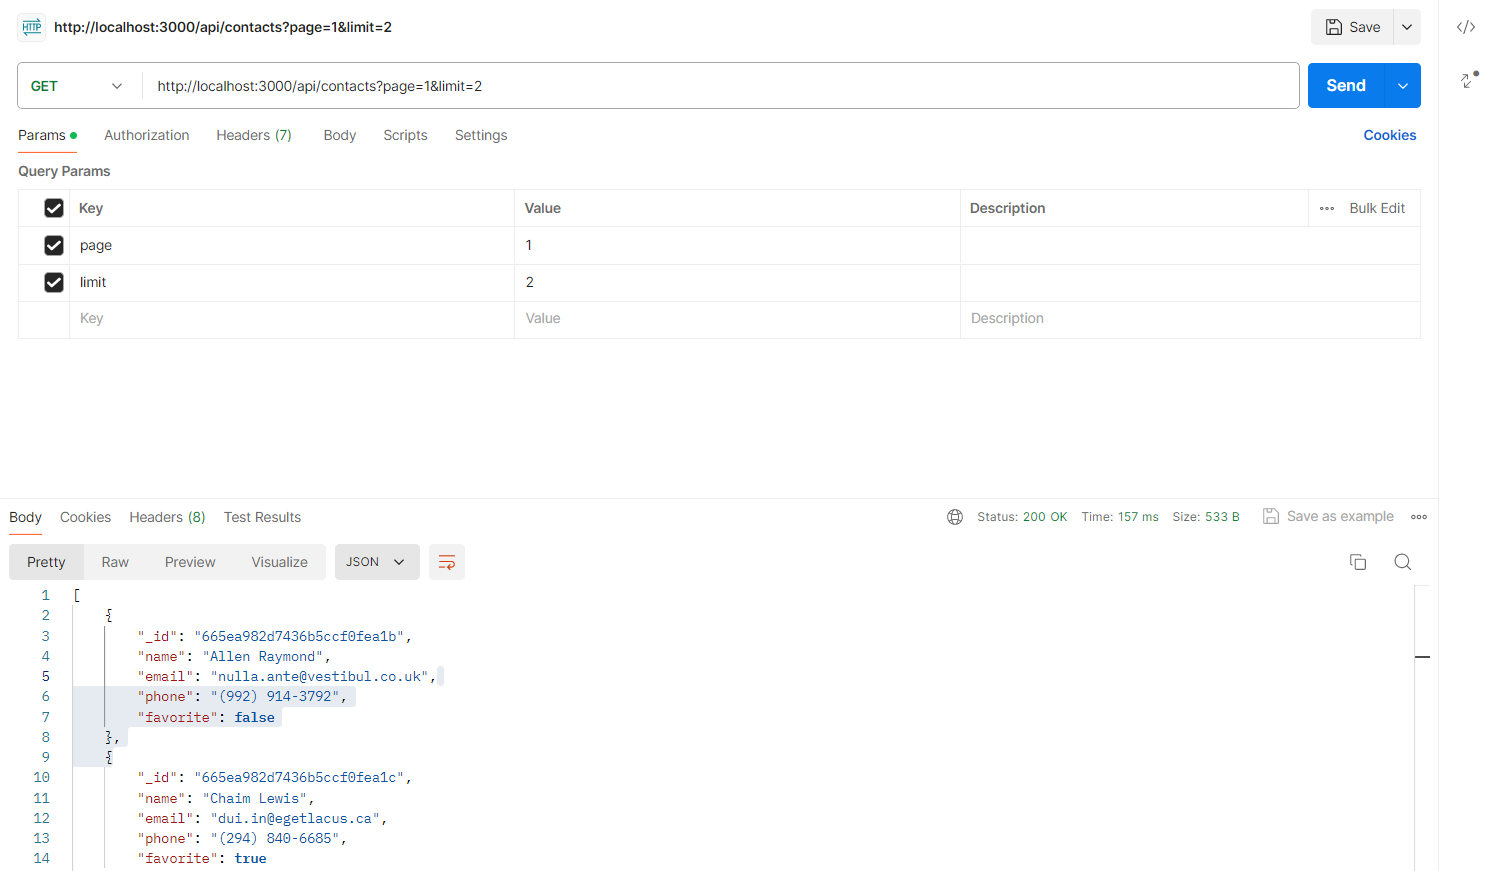 HTTP http://localhost:3000/api/contacts?page=1&limit=2 Save </>
GET http://localhost:3000/api/contacts?page=1&limit=2 Send
Params Authorization Headers (7) Body Scripts Settings Cookies
Query Params
Key Value Description Bulk Edit
page 1
limit 2
Key Value Description
Body Cookies Headers (8) Test Results Status: 200 OK Time: 157 ms Size: 533 B Save as example
Pretty Raw Preview Visualize JSON
1 [
2 {
3 "_id": "665ea982d7436b5ccf0fea1b",
4 "name": "Allen Raymond",
5 "email": "nulla.ante@vestibul.co.uk",
6 "phone": "(992) 914-3792",
7 "favorite": false
8 },
9 {
10 "_id": "665ea982d7436b5ccf0fea1c",
11 "name": "Chaim Lewis",
12 "email": "dui.in@egetlacus.ca",
13 "phone": "(294) 840-6685",
14 "favorite": true